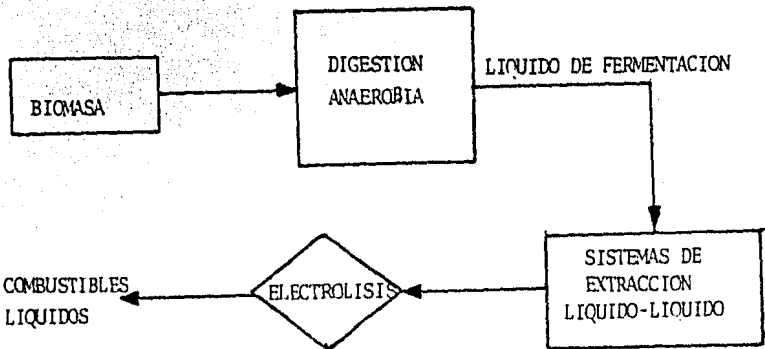 BIOMASA
DIGESTION
ANAEROBIA
LIQUIDO DE FERMENTACION
SISTEMAS DE
EXTRACCION
LIQUIDO-LIQUIDO
ELECTROLISIS
COMBUSTIBLES
LIQUIDOS